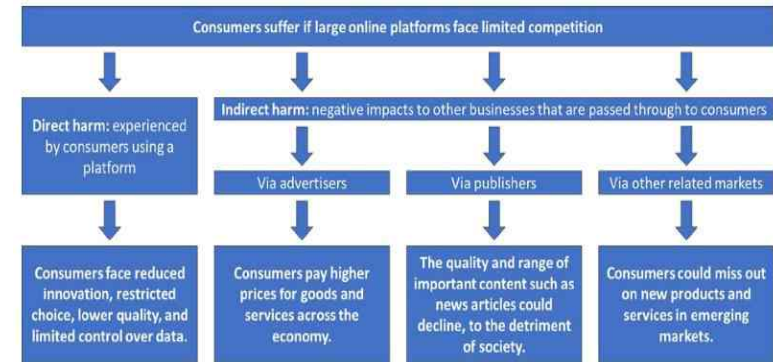 Consumers suffer if large online platforms face limited competition
Direct harm: experienced
by consumers using a
platform
Indirect harm: negative impacts to other businesses that are passed through to consumers
Via advertisers
Via publishers
Via other related markets
Consumers face reduced
innovation, restricted
choice, lower quality, and
limited control over data.
Consumers pay higher
prices for goods and
services across the
economy.
The quality and range of
important content such as
news articles could
decline, to the detriment
of society.
Consumers could miss out
on new products and
services in emerging
markets.